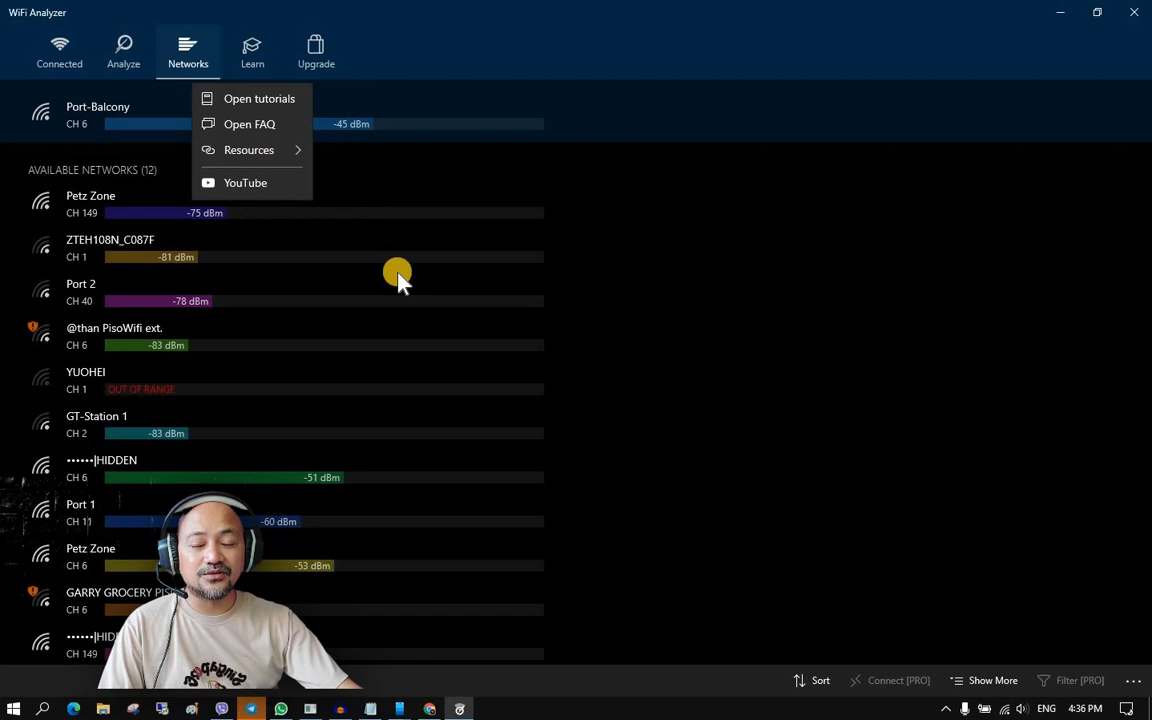 WiFi Analyzer
Connected
Analyze
Networks
Learn
Upgrade
Port-Balcony
CH 6
-45 dBm
Open tutorials
Open FAQ
Resources
YouTube
AVAILABLE NETWORKS (12)
Petz Zone
CH 149
-75 dBm
ZTEH108N_C087F
CH 1
-81 dBm
Port 2
CH 40
-78 dBm
@than PisoWifi ext.
CH 6
-83 dBm
YUOHEI
CH 1
OUT OF RANGE
GT-Station 1
CH 2
-83 dBm
••••••|HIDDEN
CH 6
-51 dBm
Port 1
CH 11
-60 dBm
Petz Zone
CH 6
-53 dBm
GARRY GROCERY
CH 6
CH 149
Sort
Connect [PRO]
Show More
Filter [PRO]
ENG
4:36 PM